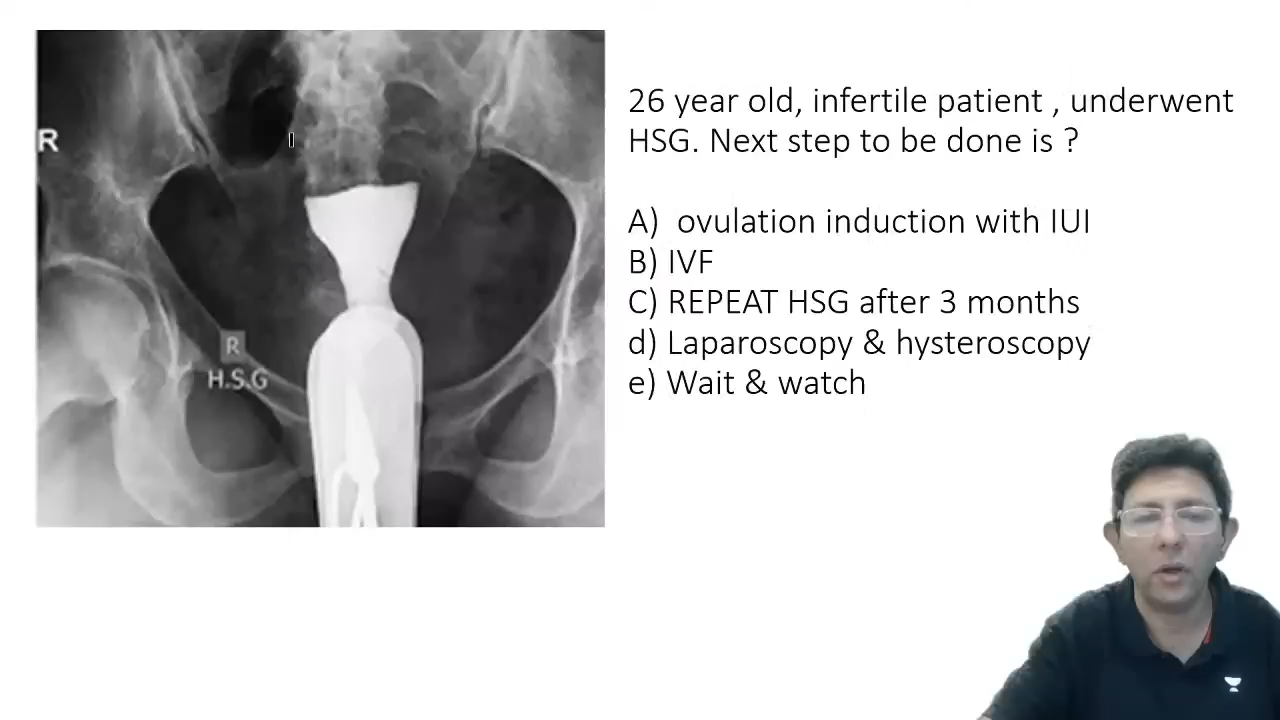 R
R
H.S.G
26 year old, infertile patient , underwent
HSG. Next step to be done is ?
A) ovulation induction with IUI
B) IVF
C) REPEAT HSG after 3 months
d) Laparoscopy & hysteroscopy
e) Wait & watch